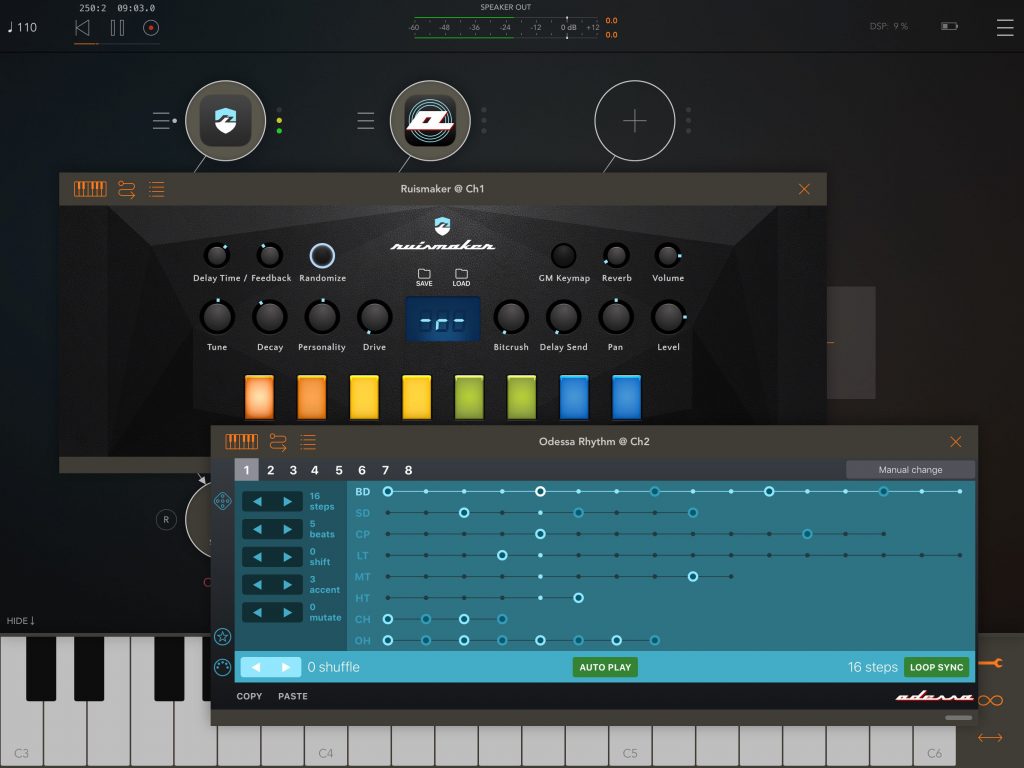 250:2 09:03.0
♩ 110
SPEAKER OUT
-60 -48 -36 -24 -12 0 dB +12
0.0
0.0
DSP: 9 %
Ruismaker @ Ch1
ruismaker
Delay Time / Feedback Randomize
SAVE LOAD
GM Keymap Reverb Volume
Tune Decay Personality Drive
-r-
Bitcrush Delay Send Pan Level
Odessa Rhythm @ Ch2
1 2 3 4 5 6 7 8
Manual change
16
steps
5
beats
0
shift
3
accent
0
mutate
BD
SD
CP
LT
MT
HT
CH
OH
R
HIDE↓
0 shuffle
AUTO PLAY
16 steps
LOOP SYNC
COPY PASTE
odessa
C3 C4 C5 C6